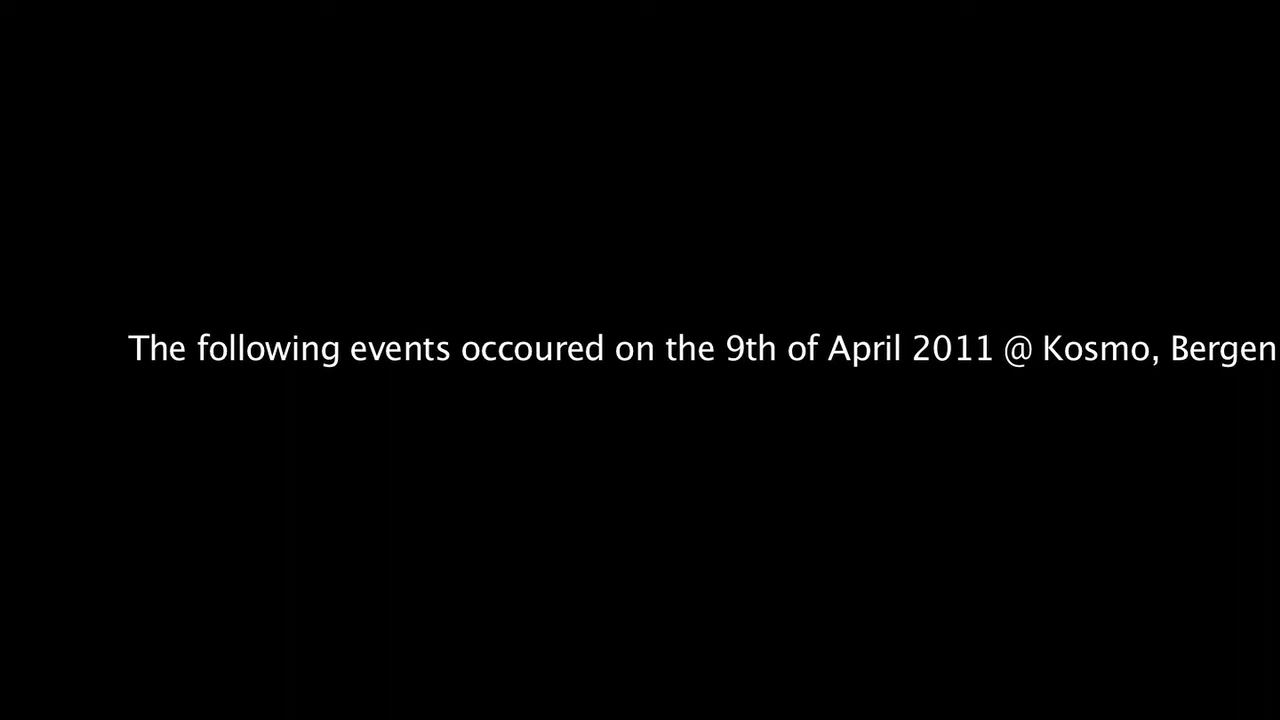 The following events occoured on the 9th of April 2011 @ Kosmo, Bergen